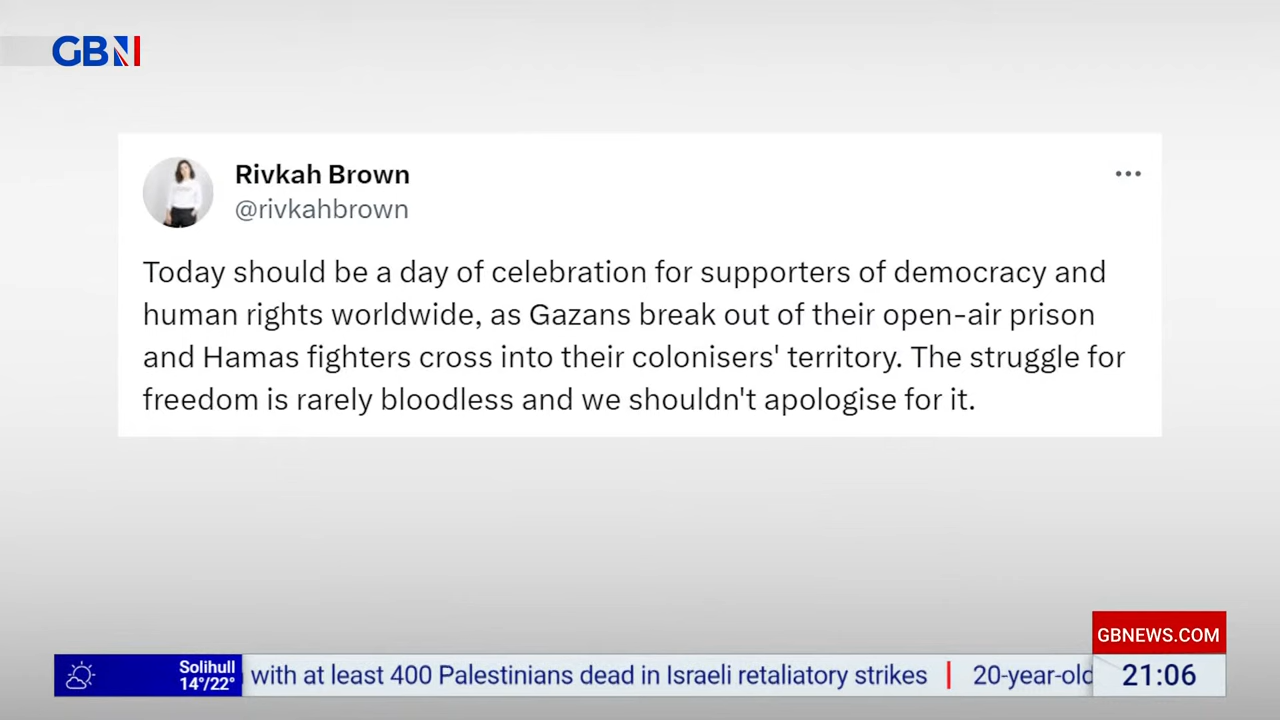 GBN
Rivkah Brown
@rivkahbrown
Today should be a day of celebration for supporters of democracy and
human rights worldwide, as Gazans break out of their open-air prison
and Hamas fighters cross into their colonisers' territory. The struggle for
freedom is rarely bloodless and we shouldn't apologise for it.
GBNEWS.COM
Solihull
14°/22°
with at least 400 Palestinians dead in Israeli retaliatory strikes | 20-year-old
21:06